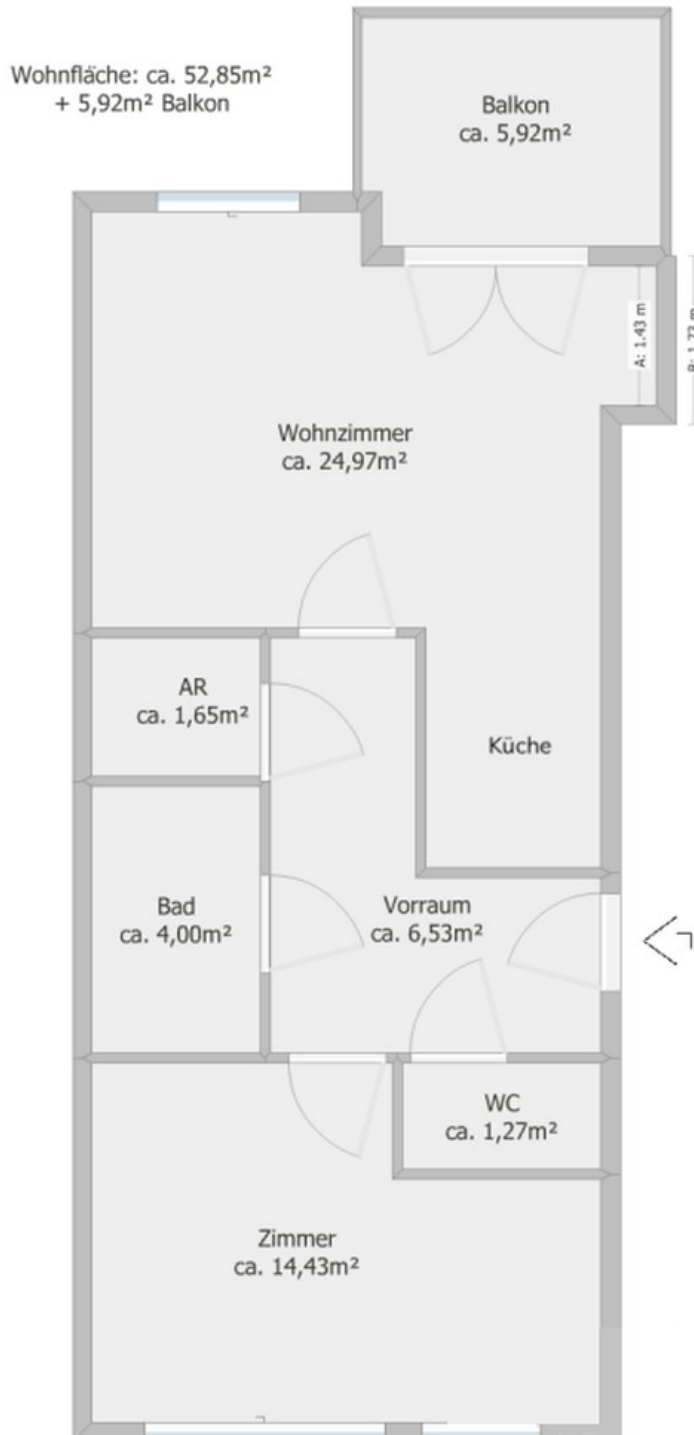 Wohnfläche: ca. 52,85m²
+ 5,92m² Balkon
Balkon
ca. 5,92m²
A: 1.43 m
B: 1.73 m
Wohnzimmer
ca. 24,97m²
AR
ca. 1,65m²
Küche
Bad
ca. 4,00m²
Vorraum
ca. 6,53m²
WC
ca. 1,27m²
Zimmer
ca. 14,43m²